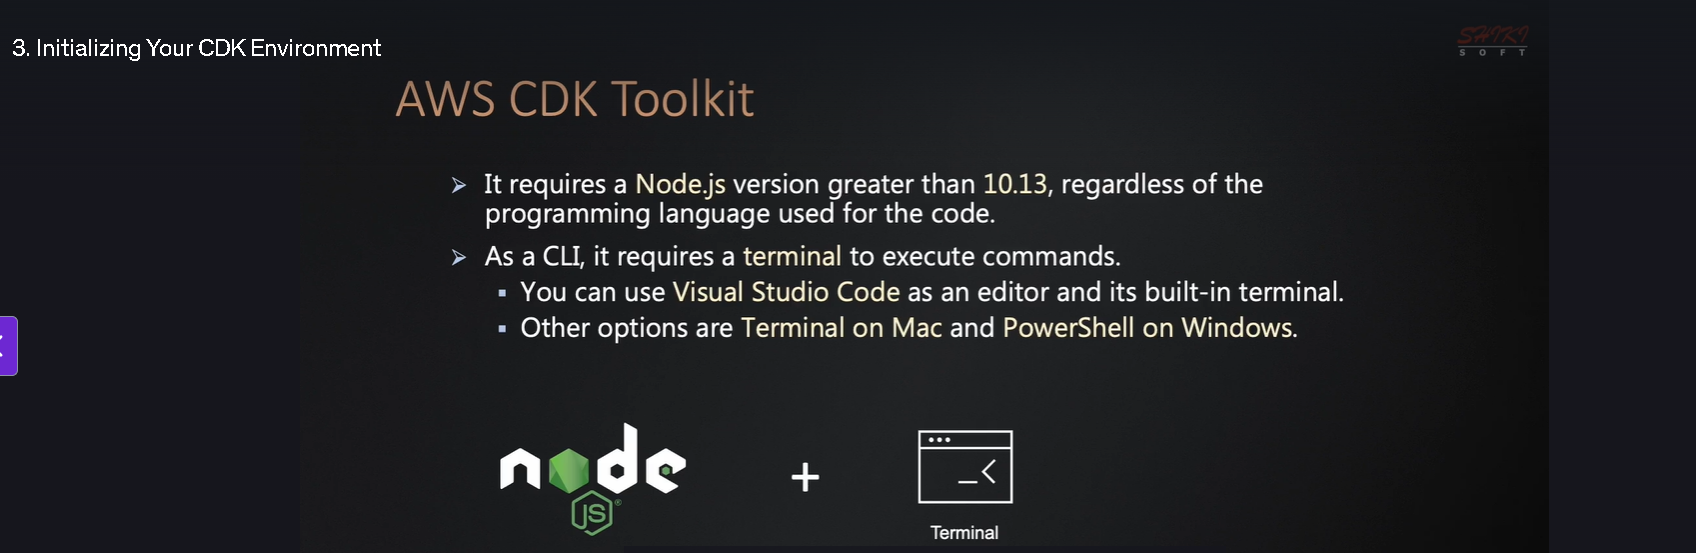 3. Initializing Your CDK Environment
SHIKI
SOFT
AWS CDK Toolkit
➢ It requires a Node.js version greater than 10.13, regardless of the
programming language used for the code.
➢ As a CLI, it requires a terminal to execute commands.
▪ You can use Visual Studio Code as an editor and its built-in terminal.
▪ Other options are Terminal on Mac and PowerShell on Windows.
node
JS®
+
_<
Terminal